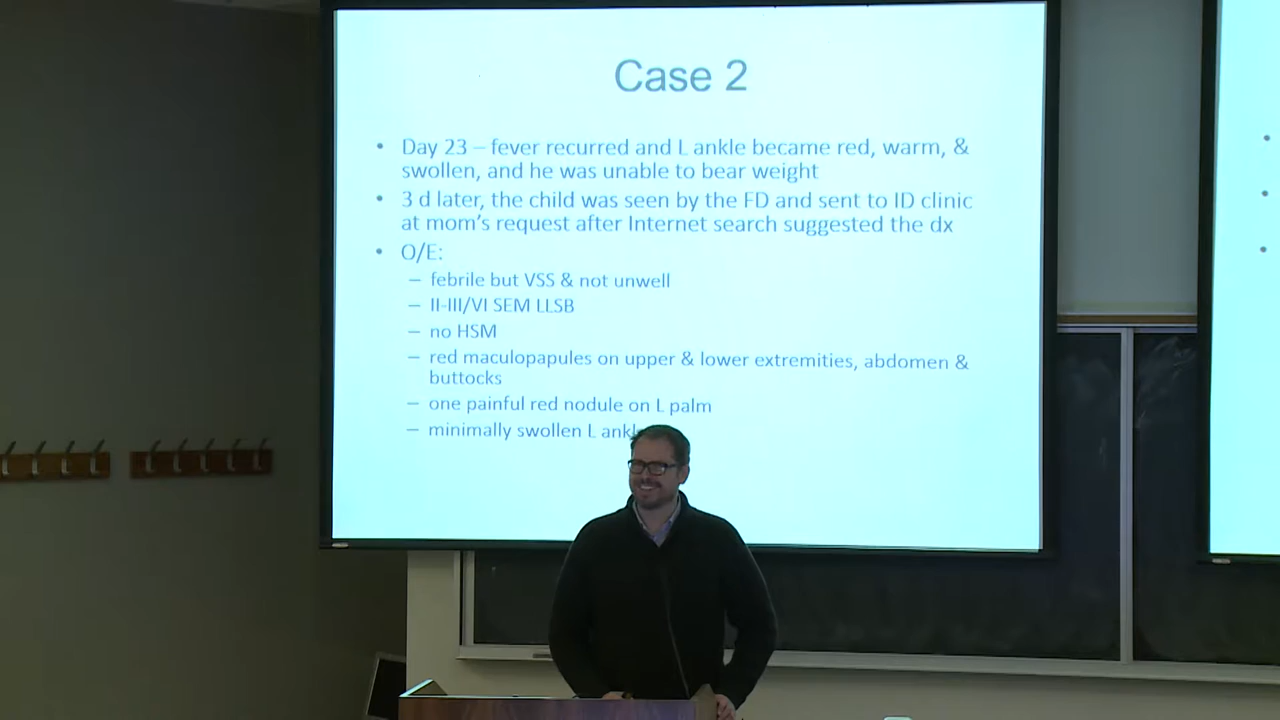 Case 2
• Day 23 – fever recurred and L ankle became red, warm, &
swollen, and he was unable to bear weight
• 3 d later, the child was seen by the FD and sent to ID clinic
at mom's request after Internet search suggested the dx
• O/E:
– febrile but VSS & not unwell
– II-III/VI SEM LLSB
– no HSM
– red maculopapules on upper & lower extremities, abdomen &
buttocks
– one painful red nodule on L palm
– minimally swollen L